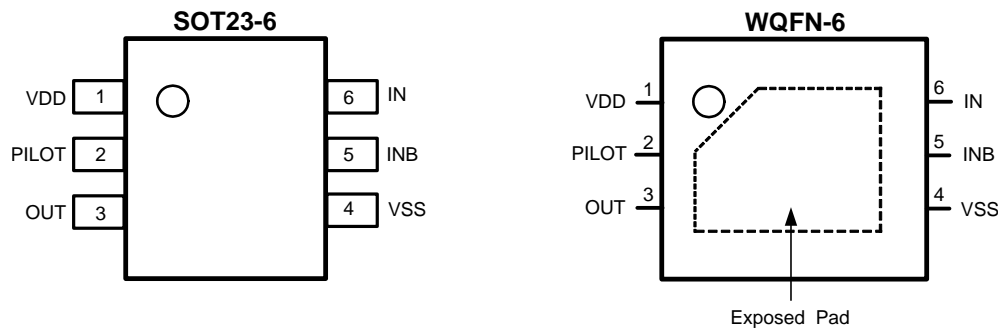 SOT23-6
VDD 1
PILOT 2
OUT 3
6 IN
5 INB
4 VSS
WQFN-6
VDD 1
PILOT 2
OUT 3
6 IN
5 INB
4 VSS
Exposed Pad